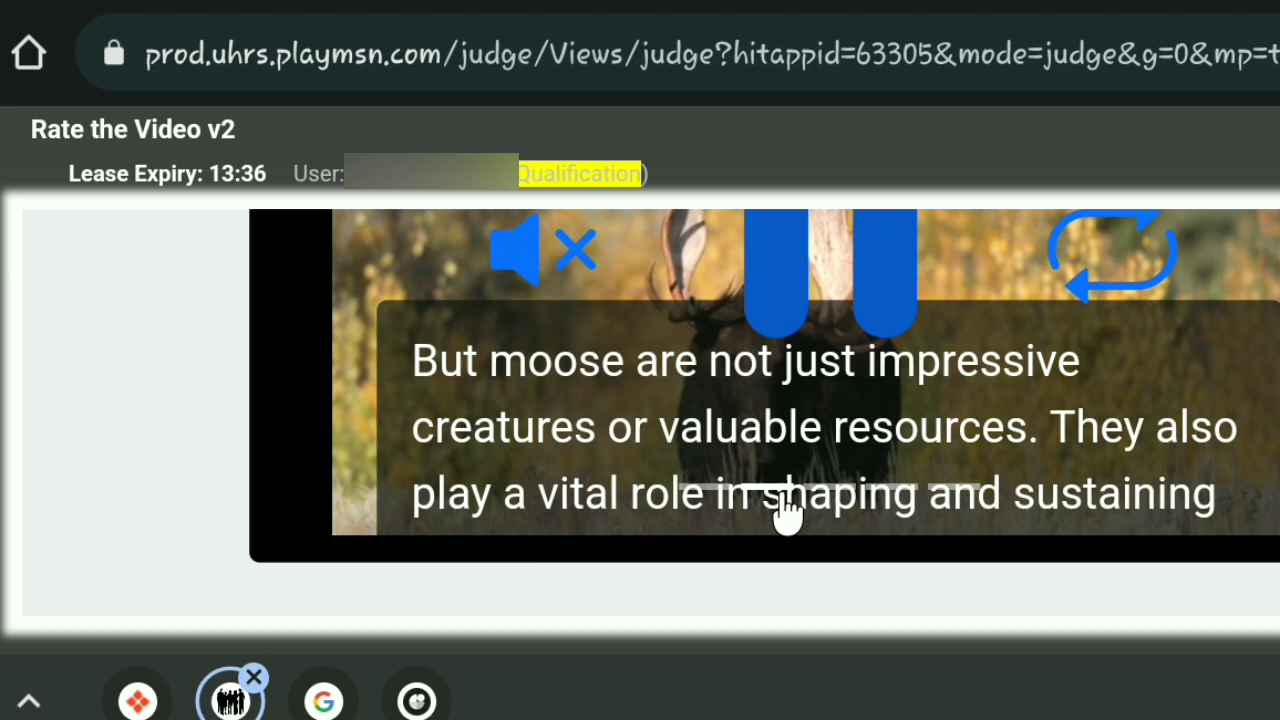 prod.uhrs.playmsn.com/judge/Views/judge?hitappid=63305&mode=judge&g=0&mp=t
Rate the Video v2
Lease Expiry: 13:36 User: Qualification)
But moose are not just impressive
creatures or valuable resources. They also
play a vital role in shaping and sustaining